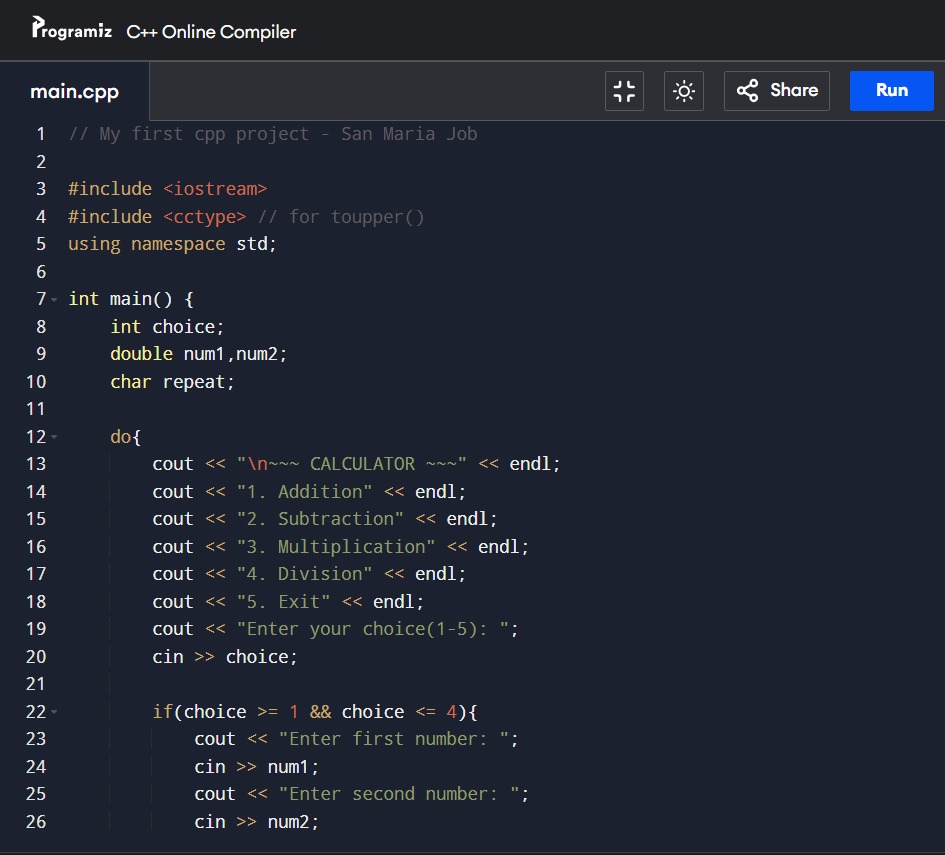 Programiz C++ Online Compiler
main.cpp Share Run
1 // My first cpp project - San Maria Job
2
3 #include <iostream>
4 #include <cctype> // for toupper()
5 using namespace std;
6
7 int main() {
8     int choice;
9     double num1,num2;
10     char repeat;
11
12     do{
13         cout << "\n~~~ CALCULATOR ~~~" << endl;
14         cout << "1. Addition" << endl;
15         cout << "2. Subtraction" << endl;
16         cout << "3. Multiplication" << endl;
17         cout << "4. Division" << endl;
18         cout << "5. Exit" << endl;
19         cout << "Enter your choice(1-5): ";
20         cin >> choice;
21
22         if(choice >= 1 && choice <= 4){
23             cout << "Enter first number: ";
24             cin >> num1;
25             cout << "Enter second number: ";
26             cin >> num2;